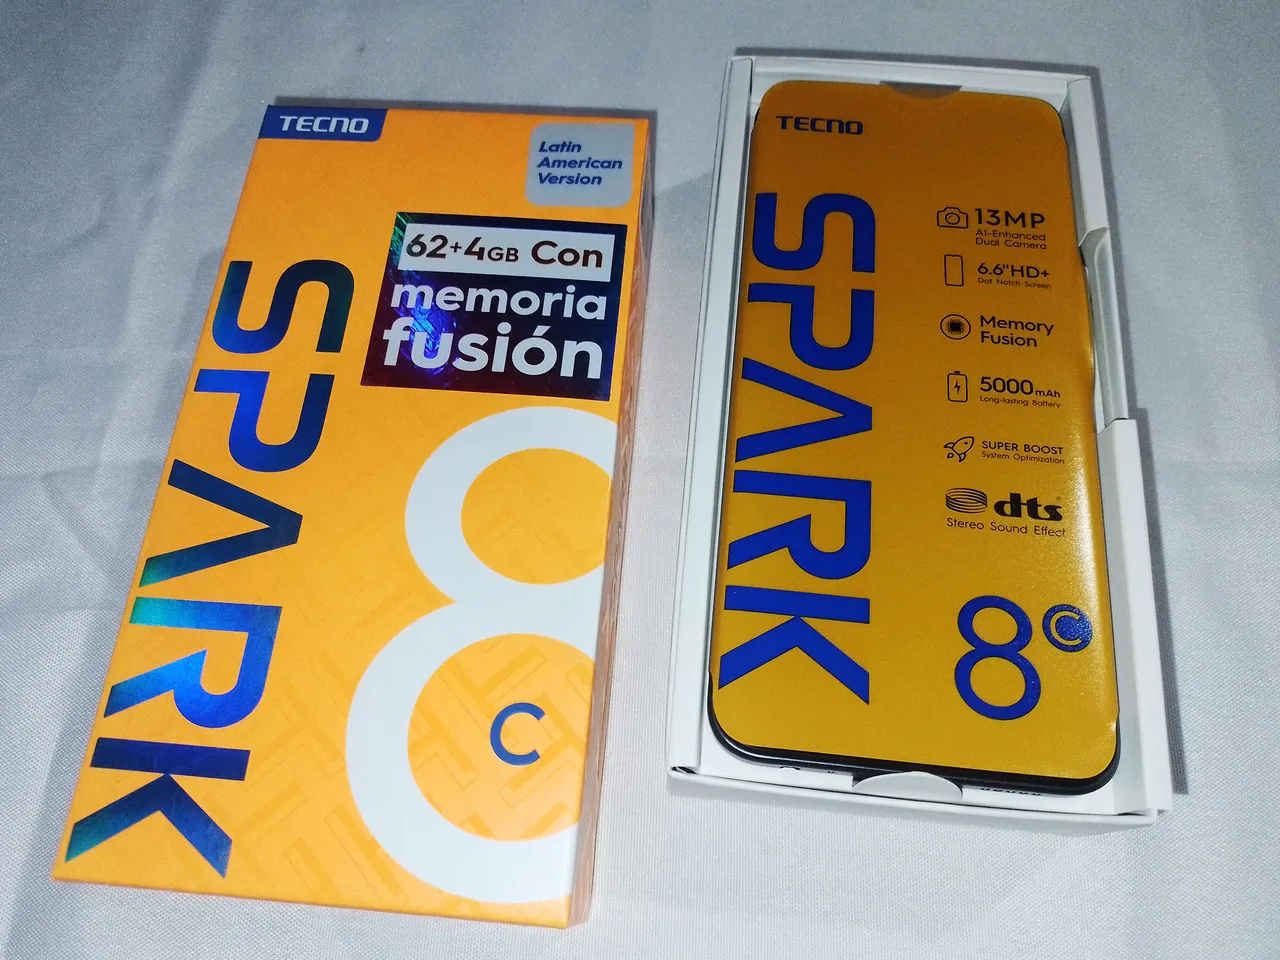 TECNO
Latin
American
Version
62+4GB Con
memoria
fusión
SPARK
8
C
TECNO
SPARK
13MP
AI-Enhanced
Dual Camera
6.6"HD+
Dot Notch Screen
Memory
Fusion
5000mAh
Long-lasting Battery
SUPER BOOST
System Optimization
dts
Stereo Sound Effect
8C